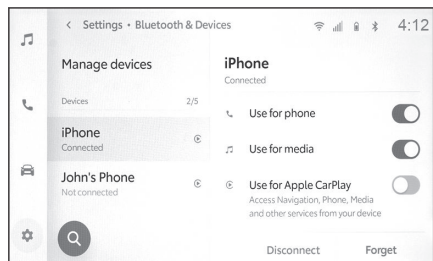 Settings • Bluetooth & Devices
4:12
Manage devices
Devices 2/5
iPhone
Connected
John's Phone
Not connected
iPhone
Connected
Use for phone
Use for media
Use for Apple CarPlay
Access Navigation, Phone, Media
and other services from your device
Disconnect Forget